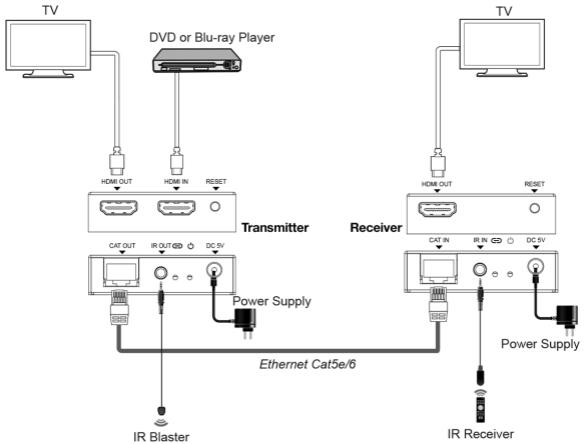 TV
TV
DVD or Blu-ray Player
HDMI OUT
HDMI IN
RESET
HDMI OUT
RESET
Transmitter
Receiver
CAT OUT
IR OUT
DC 5V
CAT IN
IR IN
DC 5V
Power Supply
Power Supply
Ethernet Cat5e/6
IR Blaster
IR Receiver